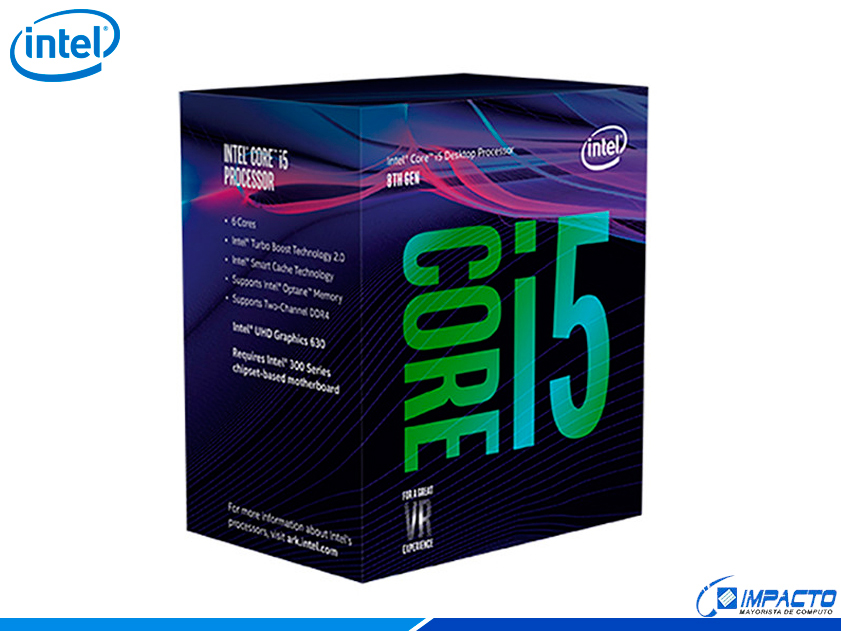 intel®
INTEL® CORE™ i5
PROCESSOR
• 6 Cores
• Intel® Turbo Boost Technology 2.0
• Intel® Smart Cache Technology
• Supports Intel® Optane™ Memory
• Supports Two-Channel DDR4
Intel® UHD Graphics 630
Requires Intel® 300 Series
chipset-based motherboard
For more information about Intel's
processors, visit ark.intel.com
Intel® Core™ i5 Desktop Processor
8TH GEN
intel®
CORE i5
FOR A GREAT
VR
EXPERIENCE
IMPACTO
MAYORISTA DE COMPUTO